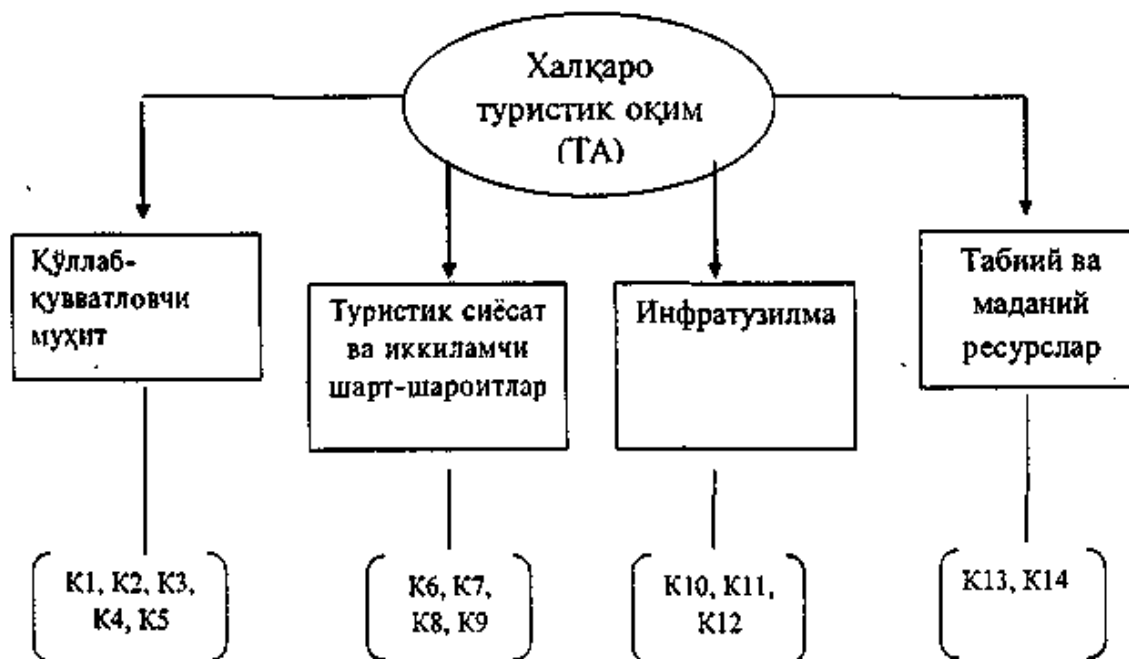 Халқаро
туристик оқим
(ТА)
Қўллаб-
қувватловчи
муҳит
Туристик сиёсат
ва иккиламчи
шарт-шароитлар
Инфратузилма
Табиий ва
маданий
ресурслар
К1, К2, К3,
К4, К5
К6, К7,
К8, К9
К10, К11,
К12
К13, К14